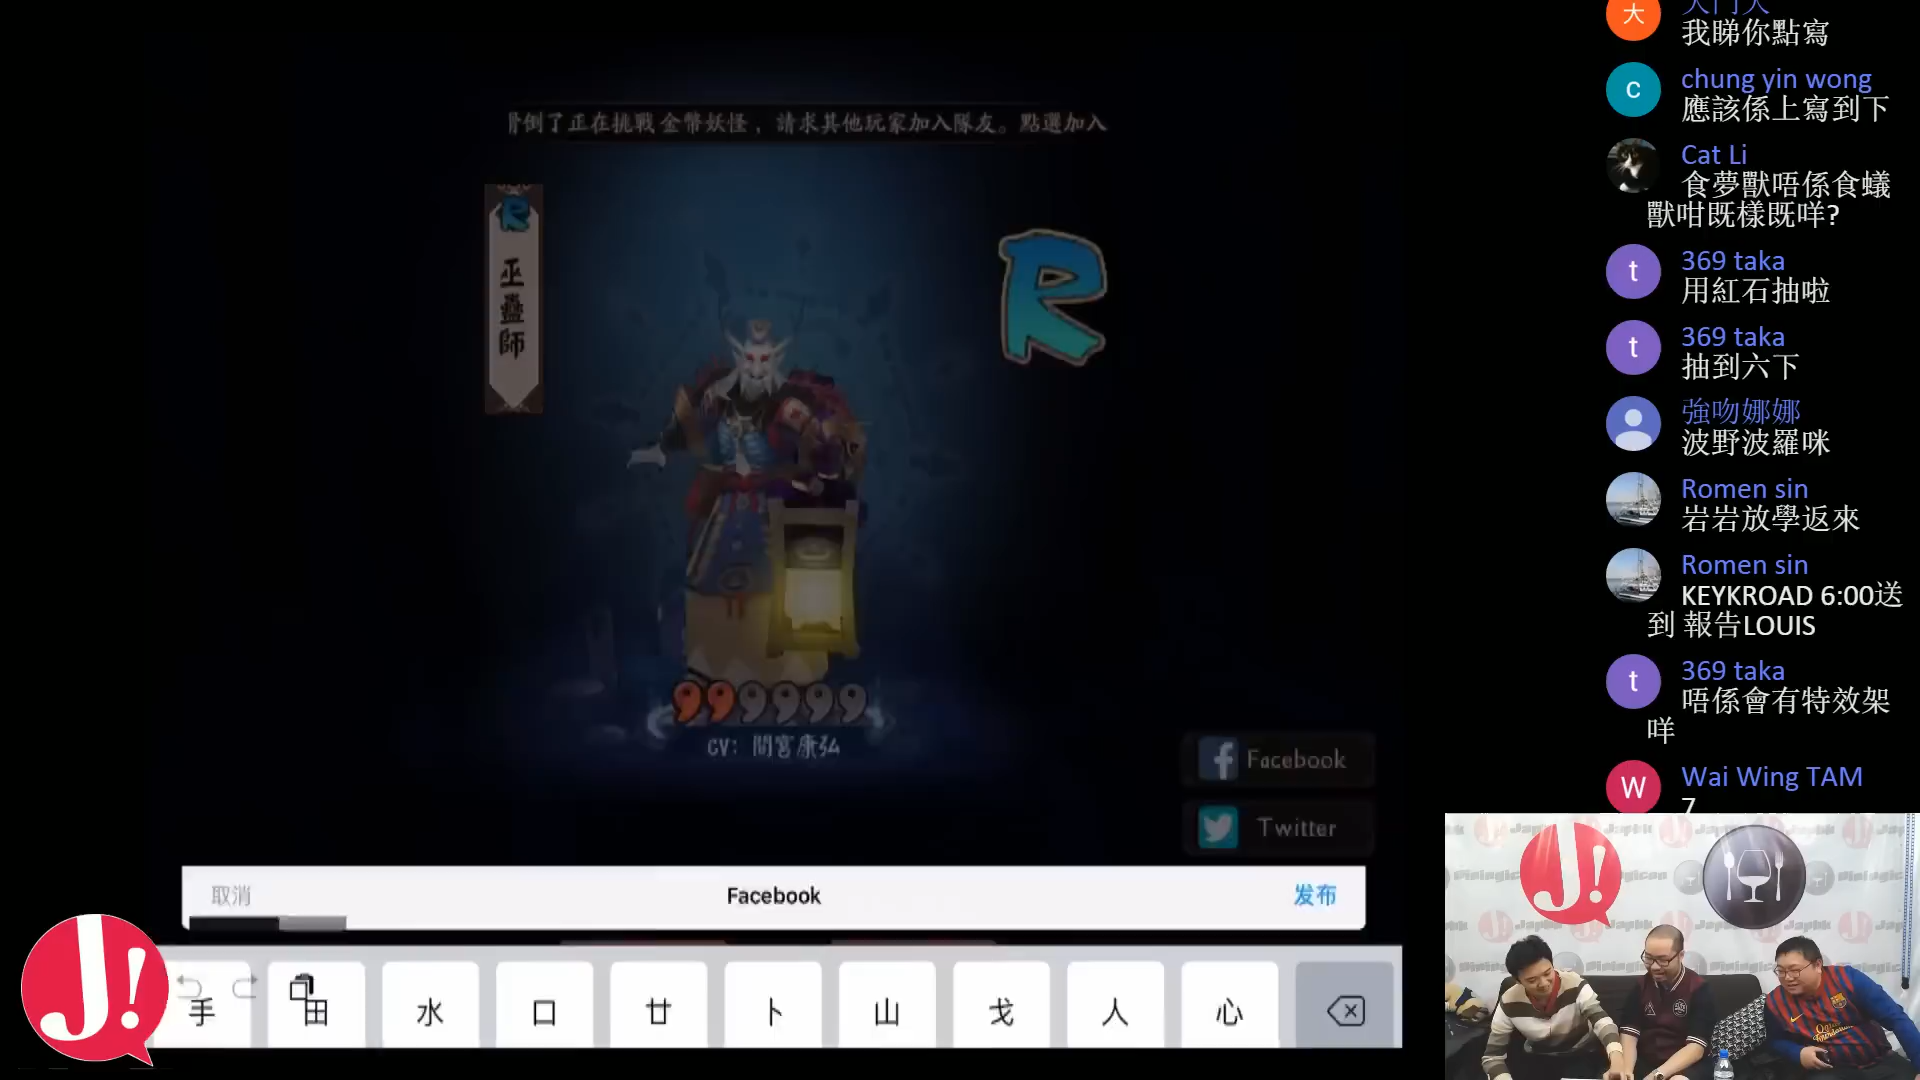 倒了正在挑戰金幣妖怪，請求其他玩家加入隊友。點選加入
R
巫蠱師
R
CV: 間宮康弘
Facebook
Twitter
取消
Facebook
发布
手
田
水
口
廿
卜
山
戈
人
心
J!
大
我睇你點寫
c
chung yin wong
應該係上寫到下
Cat Li
食夢獸唔係食蟻
獸咁既樣既咩?
t
369 taka
用紅石抽啦
t
369 taka
抽到六下
強吻娜娜
波野波羅咪
Romen sin
岩岩放學返來
Romen sin
KEYKROAD 6:00送
到 報告LOUIS
t
369 taka
唔係會有特效架
咩
W
Wai Wing TAM
7
J!